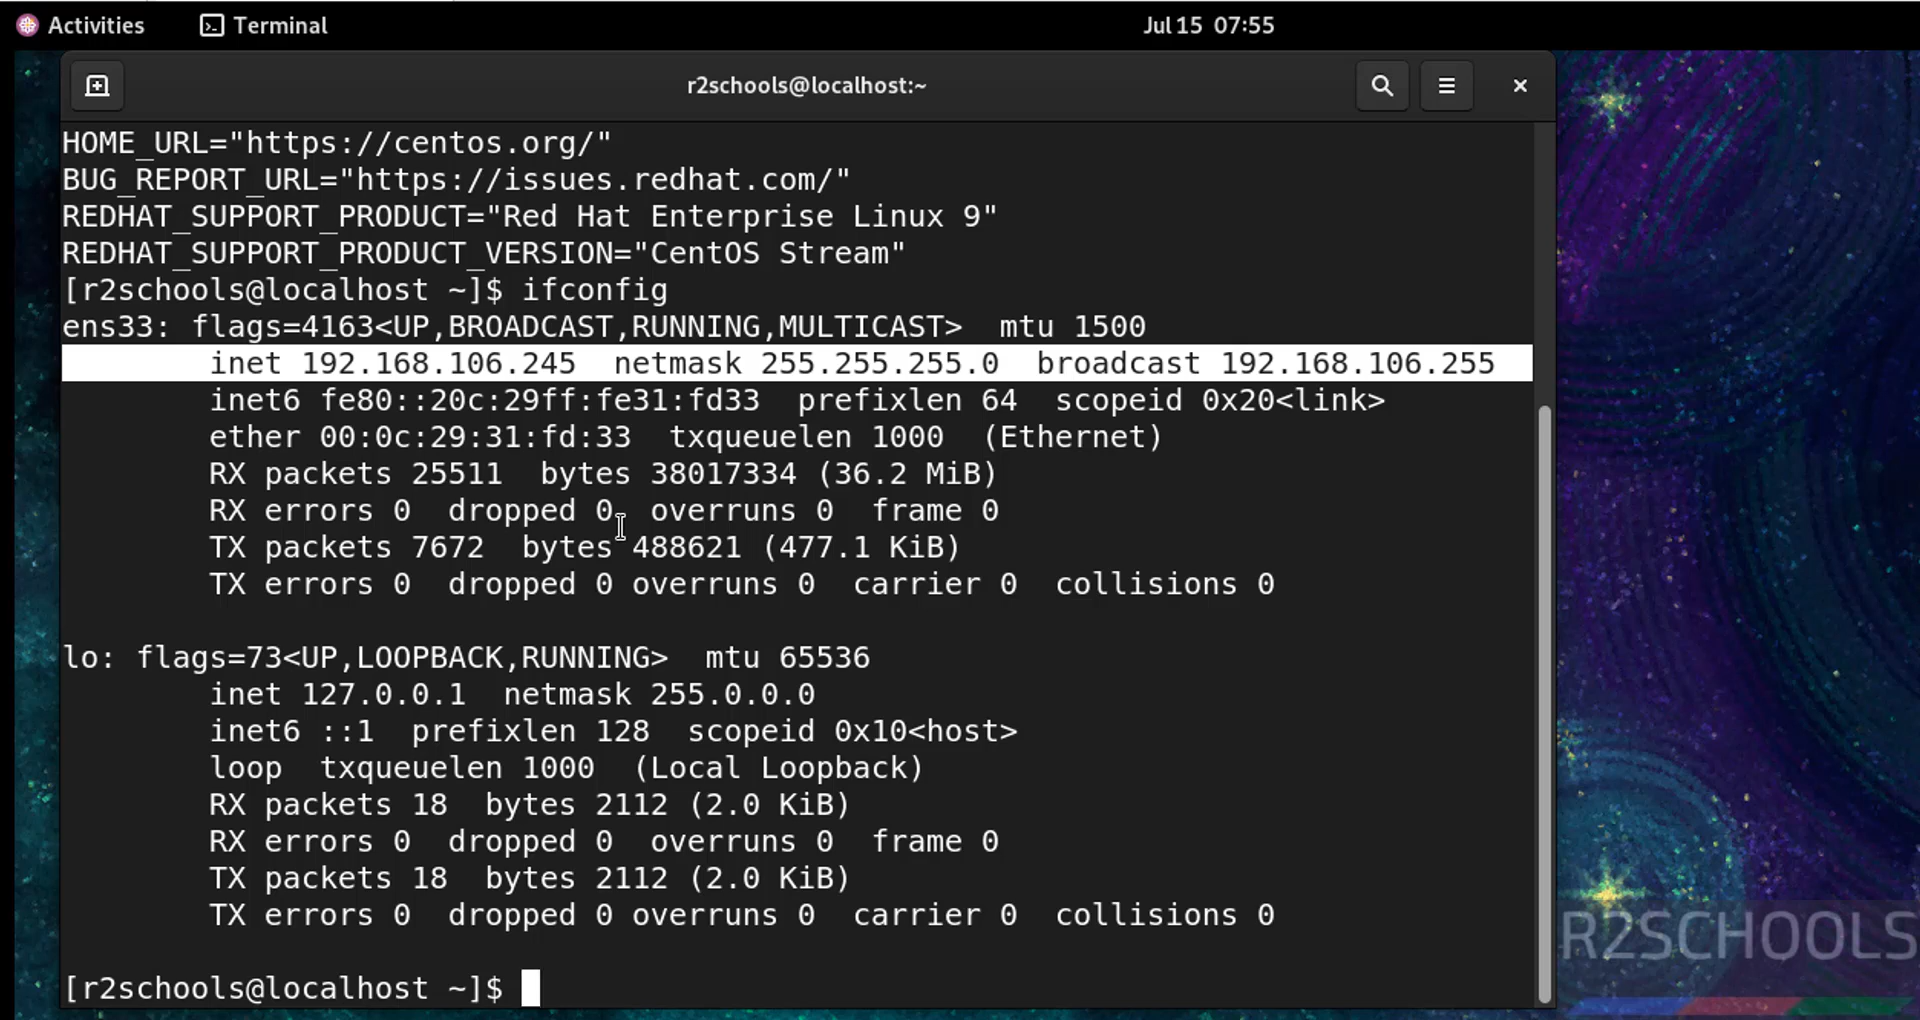 Activities Terminal Jul 15 07:55
r2schools@localhost:~
HOME_URL="https://centos.org/"
BUG_REPORT_URL="https://issues.redhat.com/"
REDHAT_SUPPORT_PRODUCT="Red Hat Enterprise Linux 9"
REDHAT_SUPPORT_PRODUCT_VERSION="CentOS Stream"
[r2schools@localhost ~]$ ifconfig
ens33: flags=4163<UP,BROADCAST,RUNNING,MULTICAST>  mtu 1500
        inet 192.168.106.245  netmask 255.255.255.0  broadcast 192.168.106.255
        inet6 fe80::20c:29ff:fe31:fd33  prefixlen 64  scopeid 0x20<link>
        ether 00:0c:29:31:fd:33  txqueuelen 1000  (Ethernet)
        RX packets 25511  bytes 38017334 (36.2 MiB)
        RX errors 0  dropped 0  overruns 0  frame 0
        TX packets 7672  bytes 488621 (477.1 KiB)
        TX errors 0  dropped 0 overruns 0  carrier 0  collisions 0
lo: flags=73<UP,LOOPBACK,RUNNING>  mtu 65536
        inet 127.0.0.1  netmask 255.0.0.0
        inet6 ::1  prefixlen 128  scopeid 0x10<host>
        loop  txqueuelen 1000  (Local Loopback)
        RX packets 18  bytes 2112 (2.0 KiB)
        RX errors 0  dropped 0  overruns 0  frame 0
        TX packets 18  bytes 2112 (2.0 KiB)
        TX errors 0  dropped 0 overruns 0  carrier 0  collisions 0
[r2schools@localhost ~]$
R2SCHOOLS